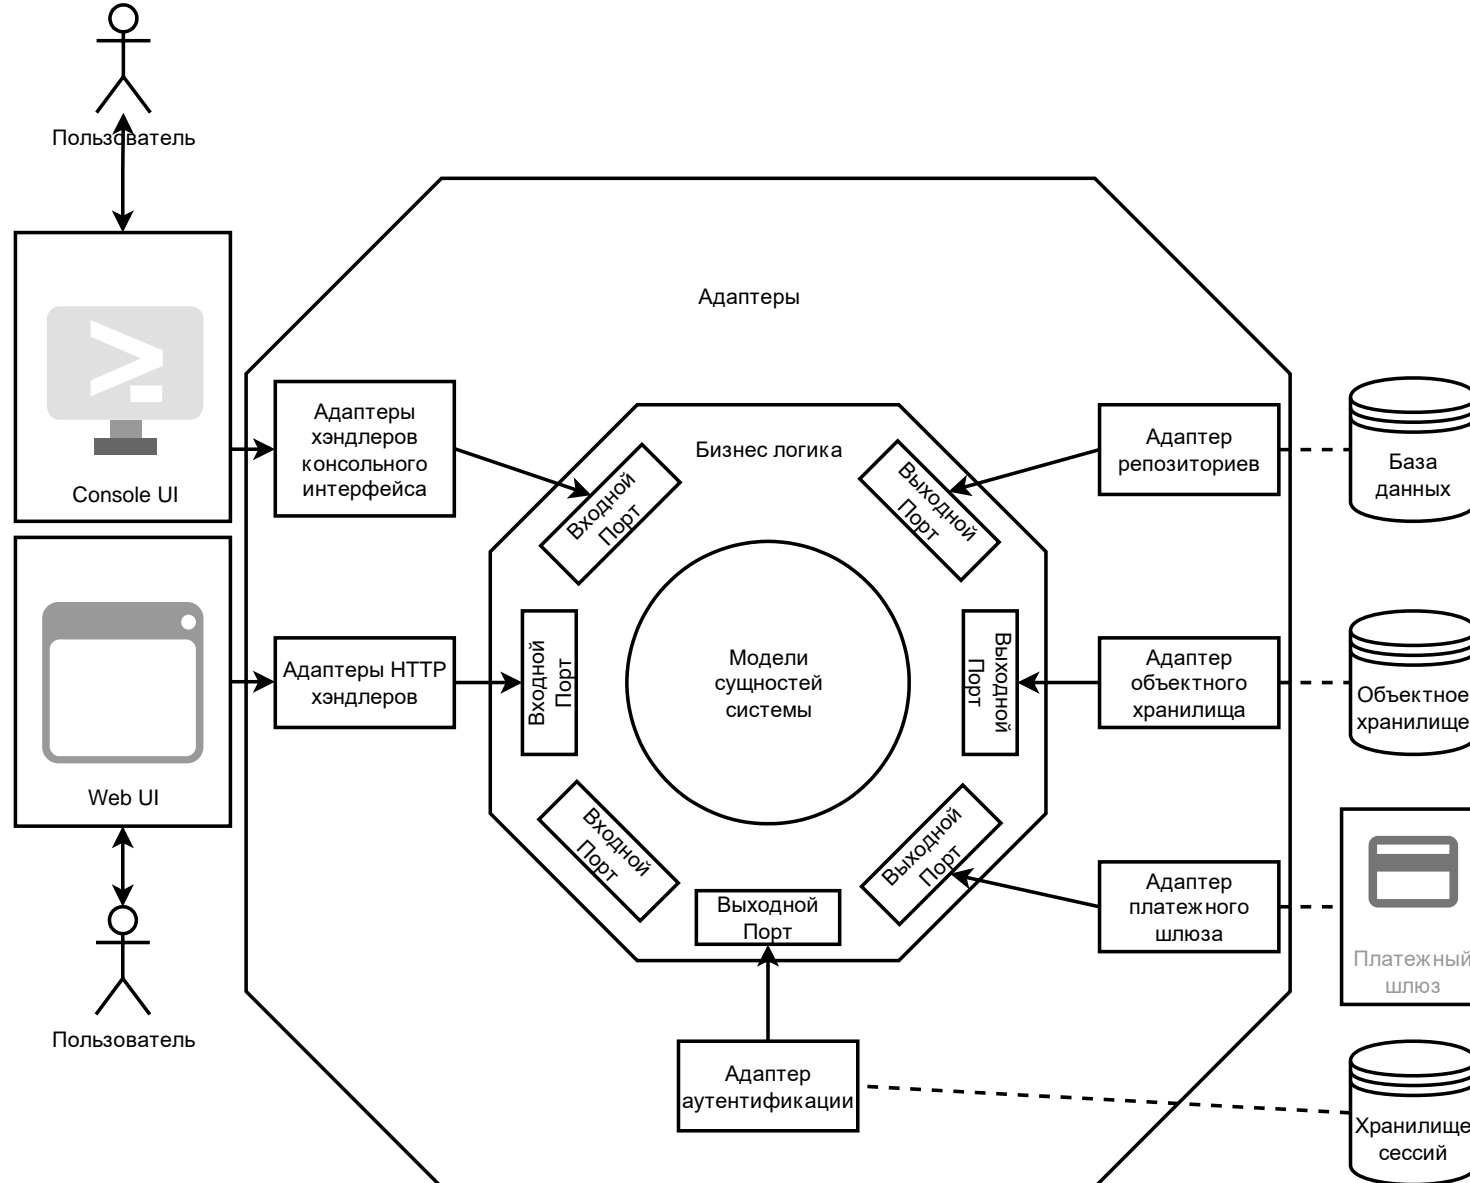 Пользователь
Адаптеры
Console UI
Адаптеры
хэндлеров
консольного
интерфейса
Бизнес логика
Входной
Порт
Выходной
Порт
Адаптер
репозиториев
База
данных
Web UI
Адаптеры HTTP
хэндлеров
Входной
Порт
Модели
сущностей
системы
Выходной
Порт
Адаптер
объектного
хранилища
Объектное
хранилище
Входной
Порт
Выходной
Порт
Выходной
Порт
Адаптер
платежного
шлюза
Платежный
шлюз
Пользователь
Адаптер
аутентификации
Хранилище
сессий